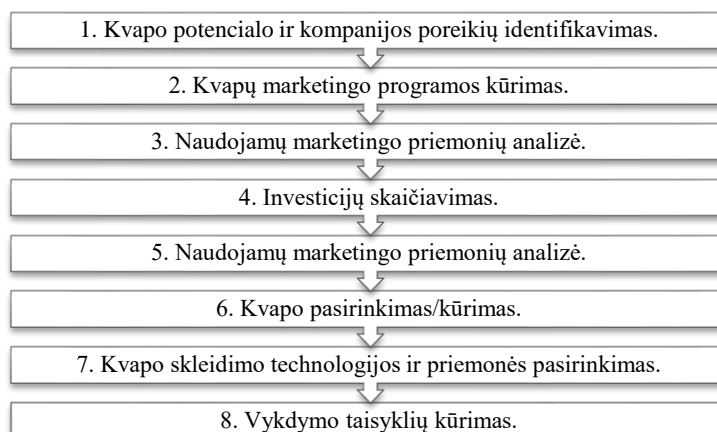 1. Kvapo potencialo ir kompanijos poreikių identifikavimas.
2. Kvapų marketingo programos kūrimas.
3. Naudojamų marketingo priemonių analizė.
4. Investicijų skaičiavimas.
5. Naudojamų marketingo priemonių analizė.
6. Kvapo pasirinkimas/kūrimas.
7. Kvapo skleidimo technologijos ir priemonės pasirinkimas.
8. Vykdymo taisyklių kūrimas.